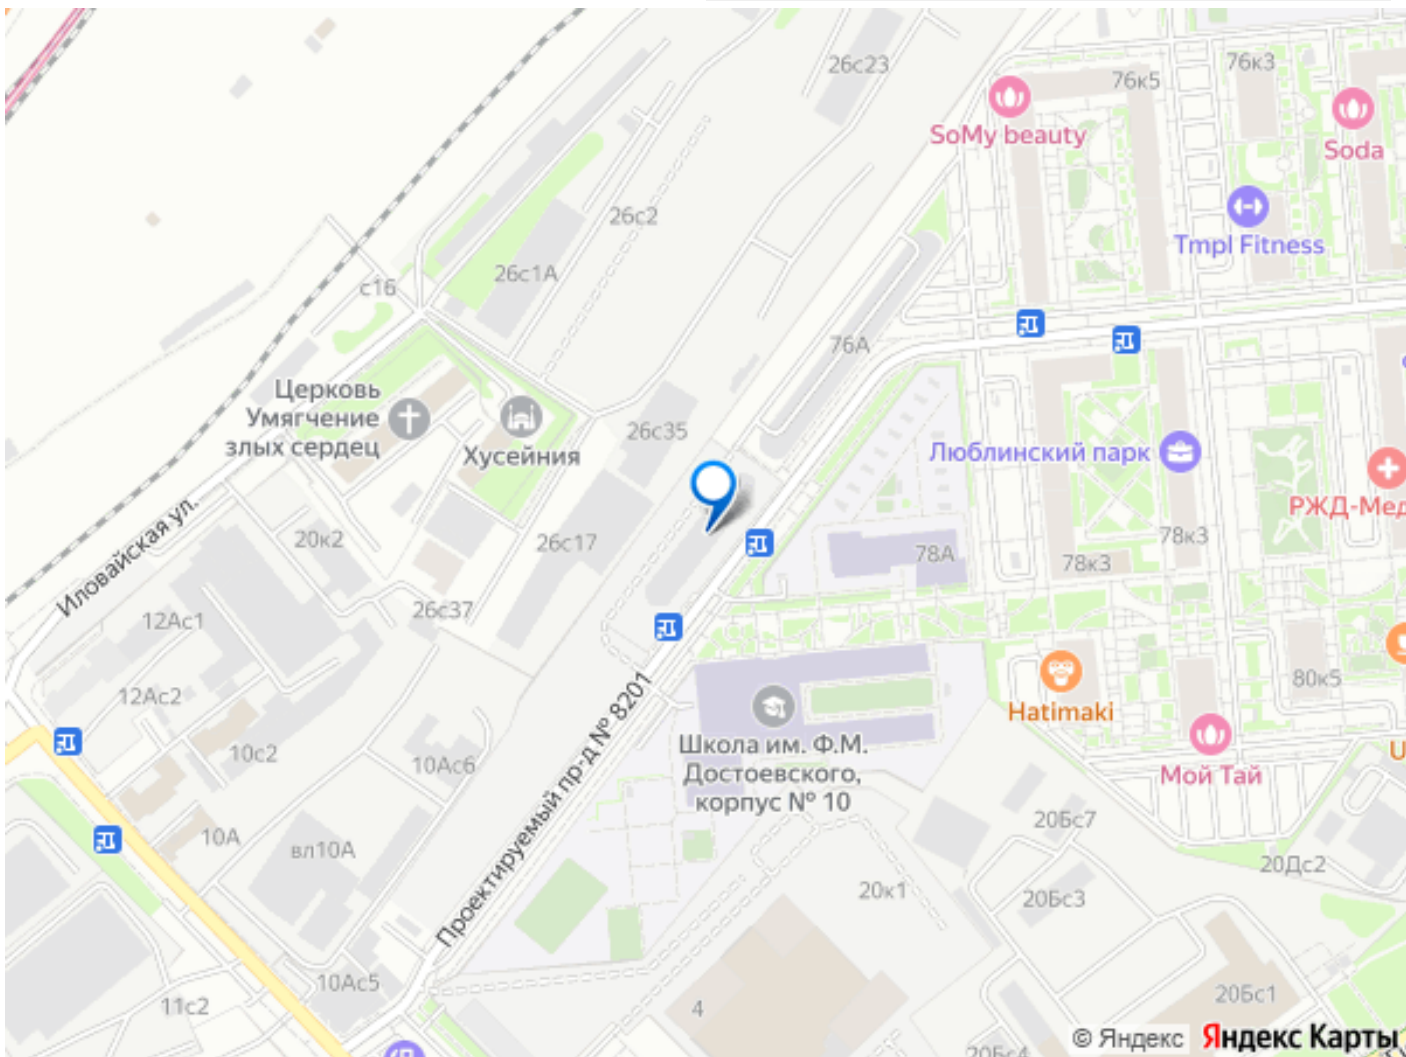 26с23
76к5
76к3
SoMy beauty
Soda
26с2
Tmpl Fitness
26с1А
с16
76А
Церковь
Умягчение
злых сердец
26с35
Хусейния
Люблинский парк
РЖД-Мед
Иловайская ул.
20к2
26с17
78А
78к3
78к3
26с37
12Ас1
12Ас2
80к5
Hatimaki
10с2
10Ас6
Проектируемый пр-д № 8201
Школа им. Ф.М.
Достоевского,
корпус № 10
Мой Тай
U
10А
вл10А
20Бс7
20Дс2
20к1
20Бс3
10Ас5
11с2
4
20Бс1
20Бс4
© Яндекс Яндекс Карты